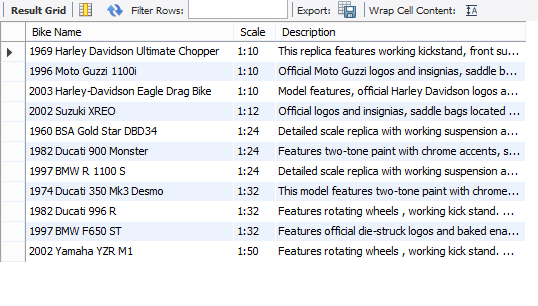 Result Grid Filter Rows: Export: Wrap Cell Content:
Bike Name Scale Description
1969 Harley Davidson Ultimate Chopper 1:10 This replica features working kickstand, front su...
1996 Moto Guzzi 1100i 1:10 Official Moto Guzzi logos and insignias, saddle b...
2003 Harley-Davidson Eagle Drag Bike 1:10 Model features, official Harley Davidson logos a...
2002 Suzuki XREO 1:12 Official logos and insignias, saddle bags located ...
1960 BSA Gold Star DBD34 1:24 Detailed scale replica with working suspension a...
1982 Ducati 900 Monster 1:24 Features two-tone paint with chrome accents, s...
1997 BMW R 1100 S 1:24 Detailed scale replica with working suspension a...
1974 Ducati 350 Mk3 Desmo 1:32 This model features two-tone paint with chrome...
1982 Ducati 996 R 1:32 Features rotating wheels , working kick stand. ...
1997 BMW F650 ST 1:32 Features official die-struck logos and baked ena...
2002 Yamaha YZR M1 1:50 Features rotating wheels , working kick stand. ...